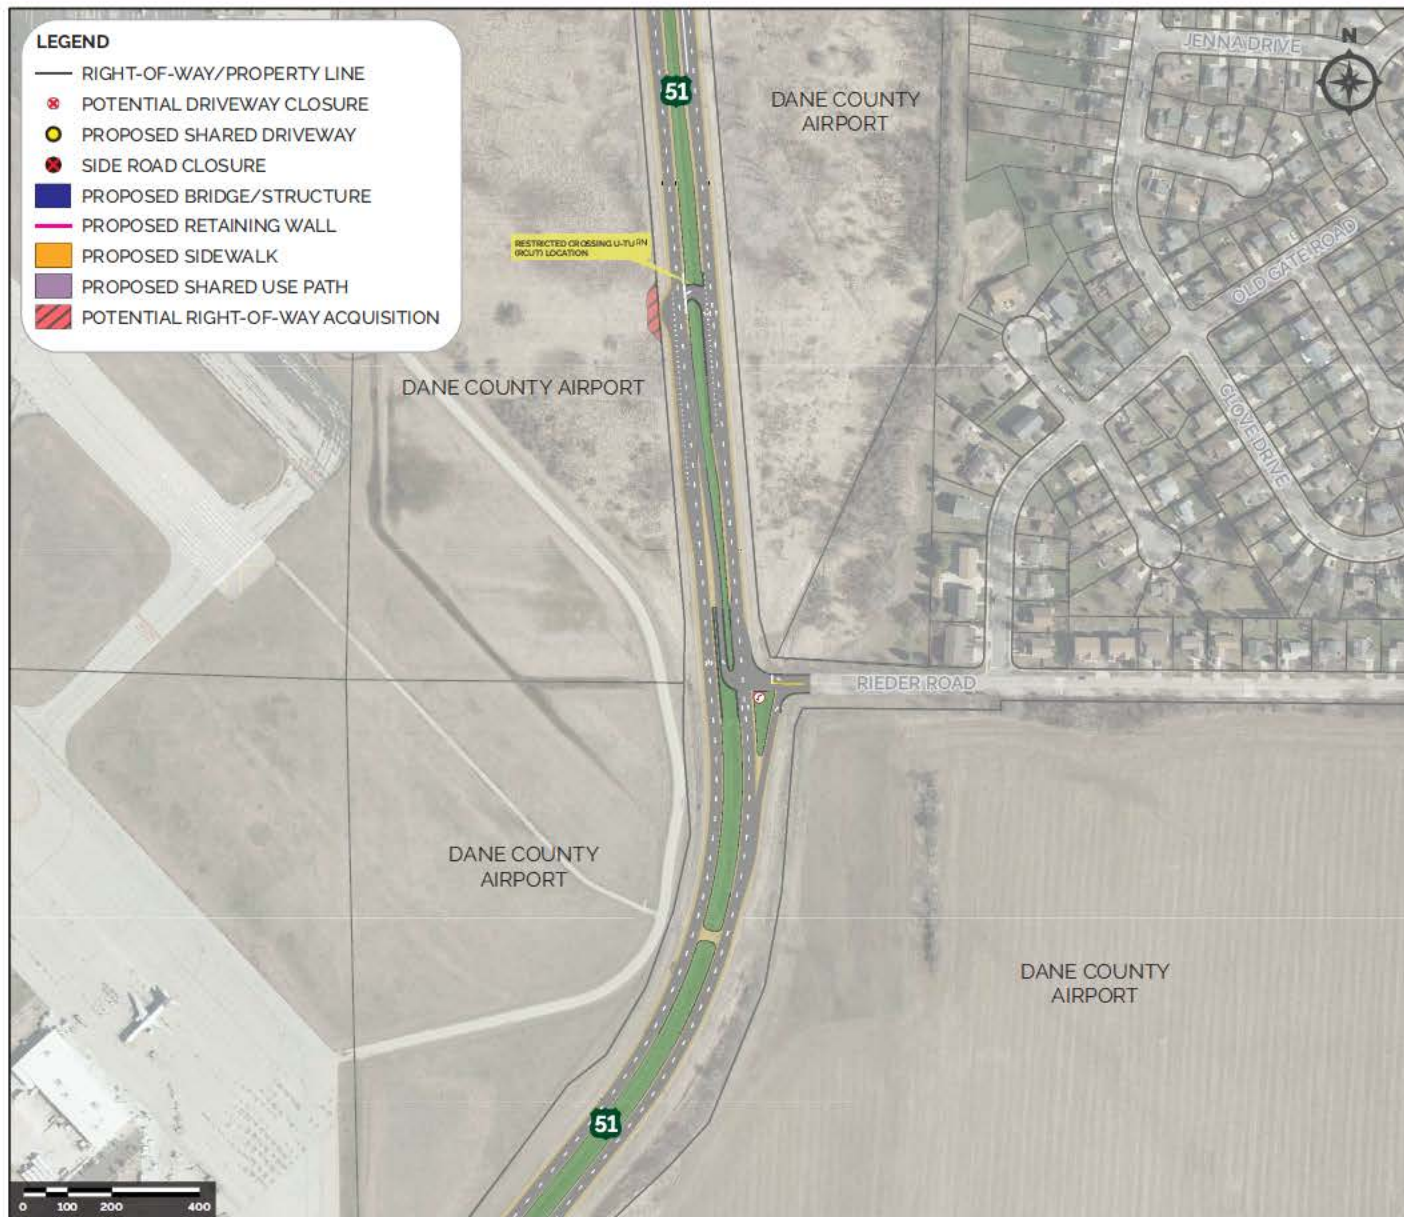 LEGEND
RIGHT-OF-WAY/PROPERTY LINE
POTENTIAL DRIVEWAY CLOSURE
PROPOSED SHARED DRIVEWAY
SIDE ROAD CLOSURE
PROPOSED BRIDGE/STRUCTURE
PROPOSED RETAINING WALL
PROPOSED SIDEWALK
PROPOSED SHARED USE PATH
POTENTIAL RIGHT-OF-WAY ACQUISITION
51
DANE COUNTY
AIRPORT
JENNA DRIVE
N
RESTRICTED CROSSING U-TURN
(RCUT) LOCATION
OLD GATE ROAD
DANE COUNTY AIRPORT
CLOVE DRIVE
RIEDER ROAD
DANE COUNTY
AIRPORT
DANE COUNTY
AIRPORT
51
0 100 200 400